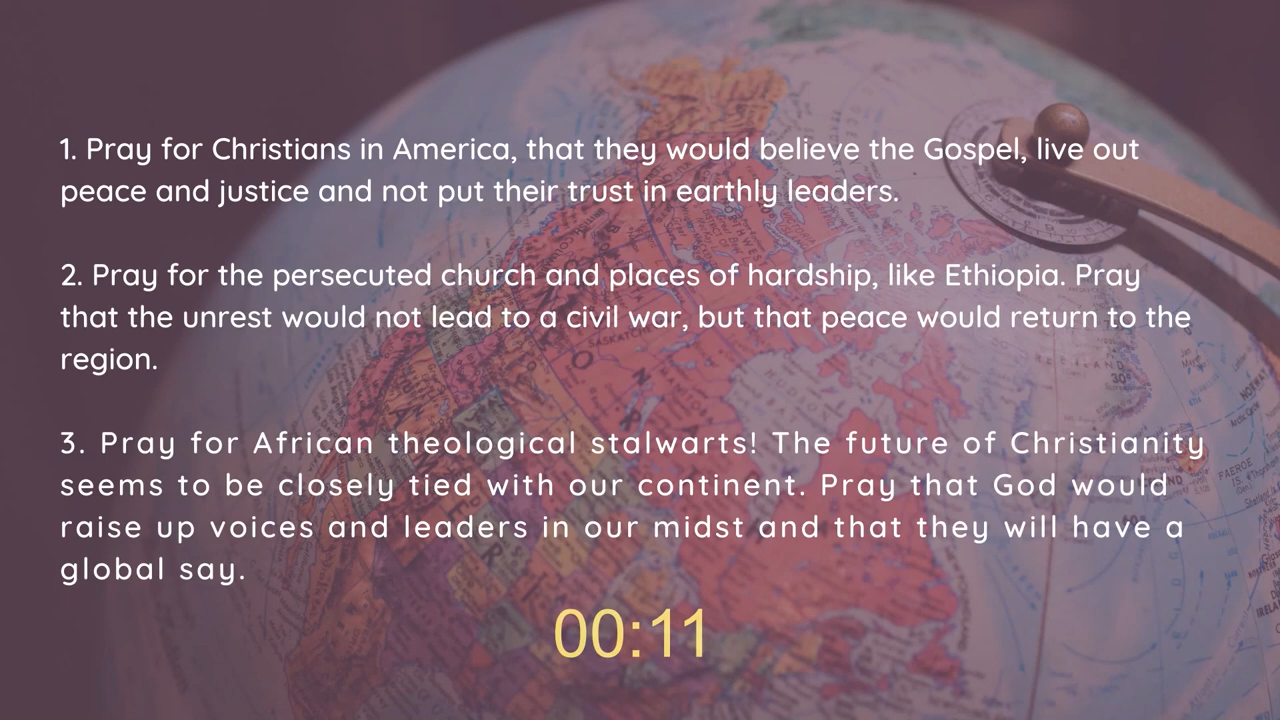 1. Pray for Christians in America, that they would believe the Gospel, live out
peace and justice and not put their trust in earthly leaders.
2. Pray for the persecuted church and places of hardship, like Ethiopia. Pray
that the unrest would not lead to a civil war, but that peace would return to the
region.
3. Pray for African theological stalwarts! The future of Christianity
seems to be closely tied with our continent. Pray that God would
raise up voices and leaders in our midst and that they will have a
global say.
00:11
SASKATCH
30°
FAEROE
NORWAY